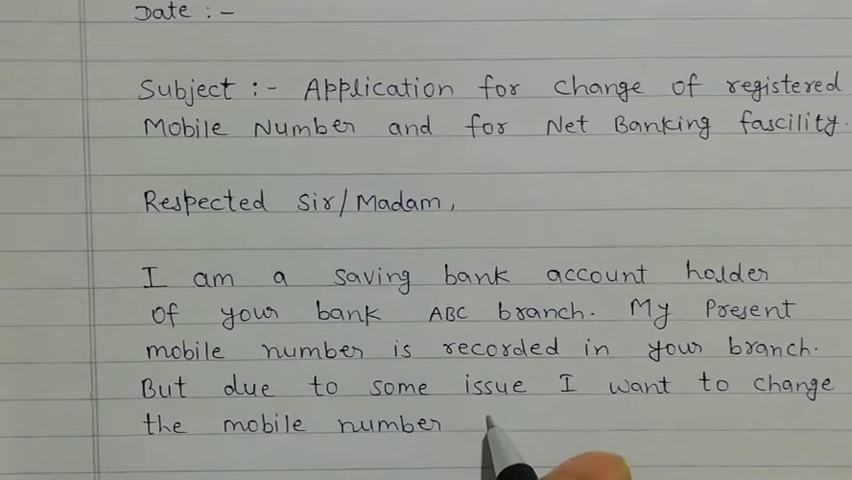 Date :-
Subject :- Application for change of registered
Mobile Number and for Net Banking fascility.
Respected Sir/Madam,
I am a saving bank account holder
of your bank ABC branch. My Present
mobile number is recorded in your branch.
But due to some issue I want to change
the mobile number